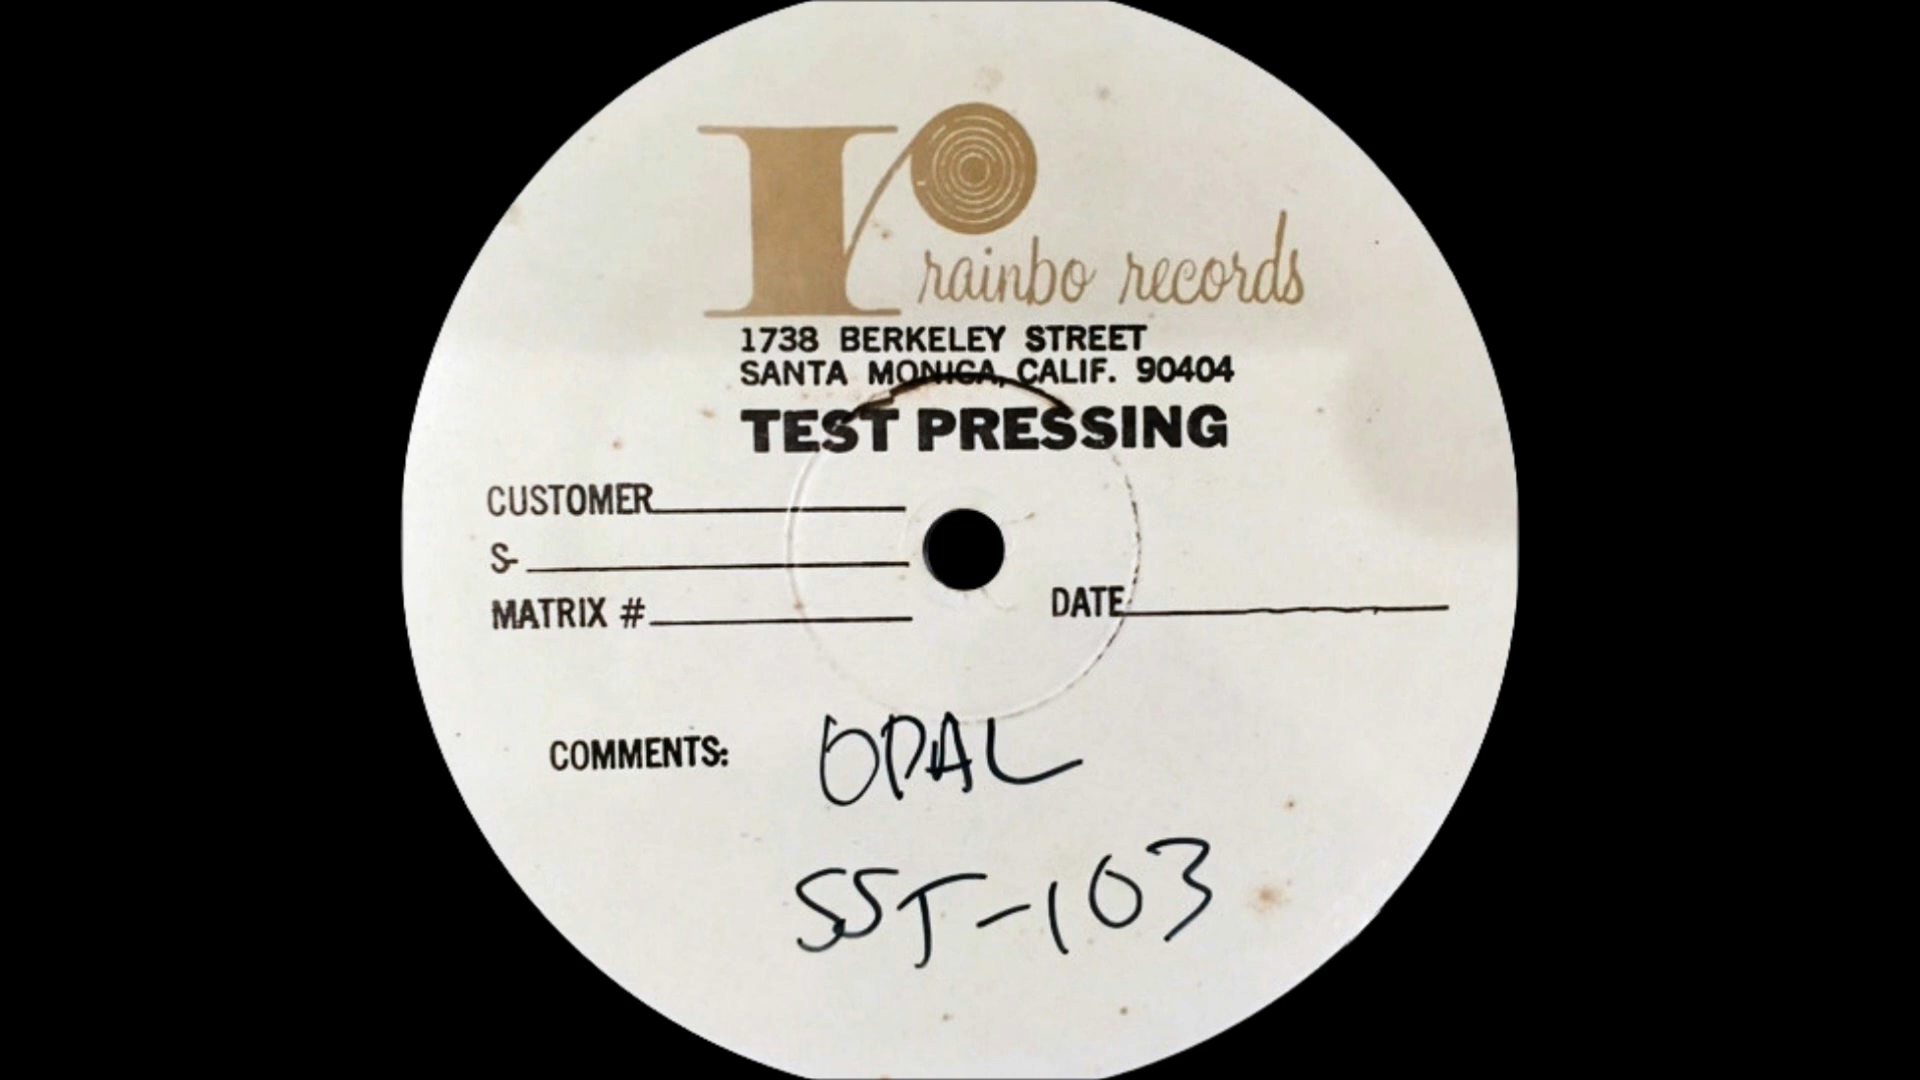 r rainbo records
1738 BERKELEY STREET
SANTA MONICA, CALIF. 90404
TEST PRESSING
CUSTOMER
S-
MATRIX #
DATE
COMMENTS: OPAL
SST-103